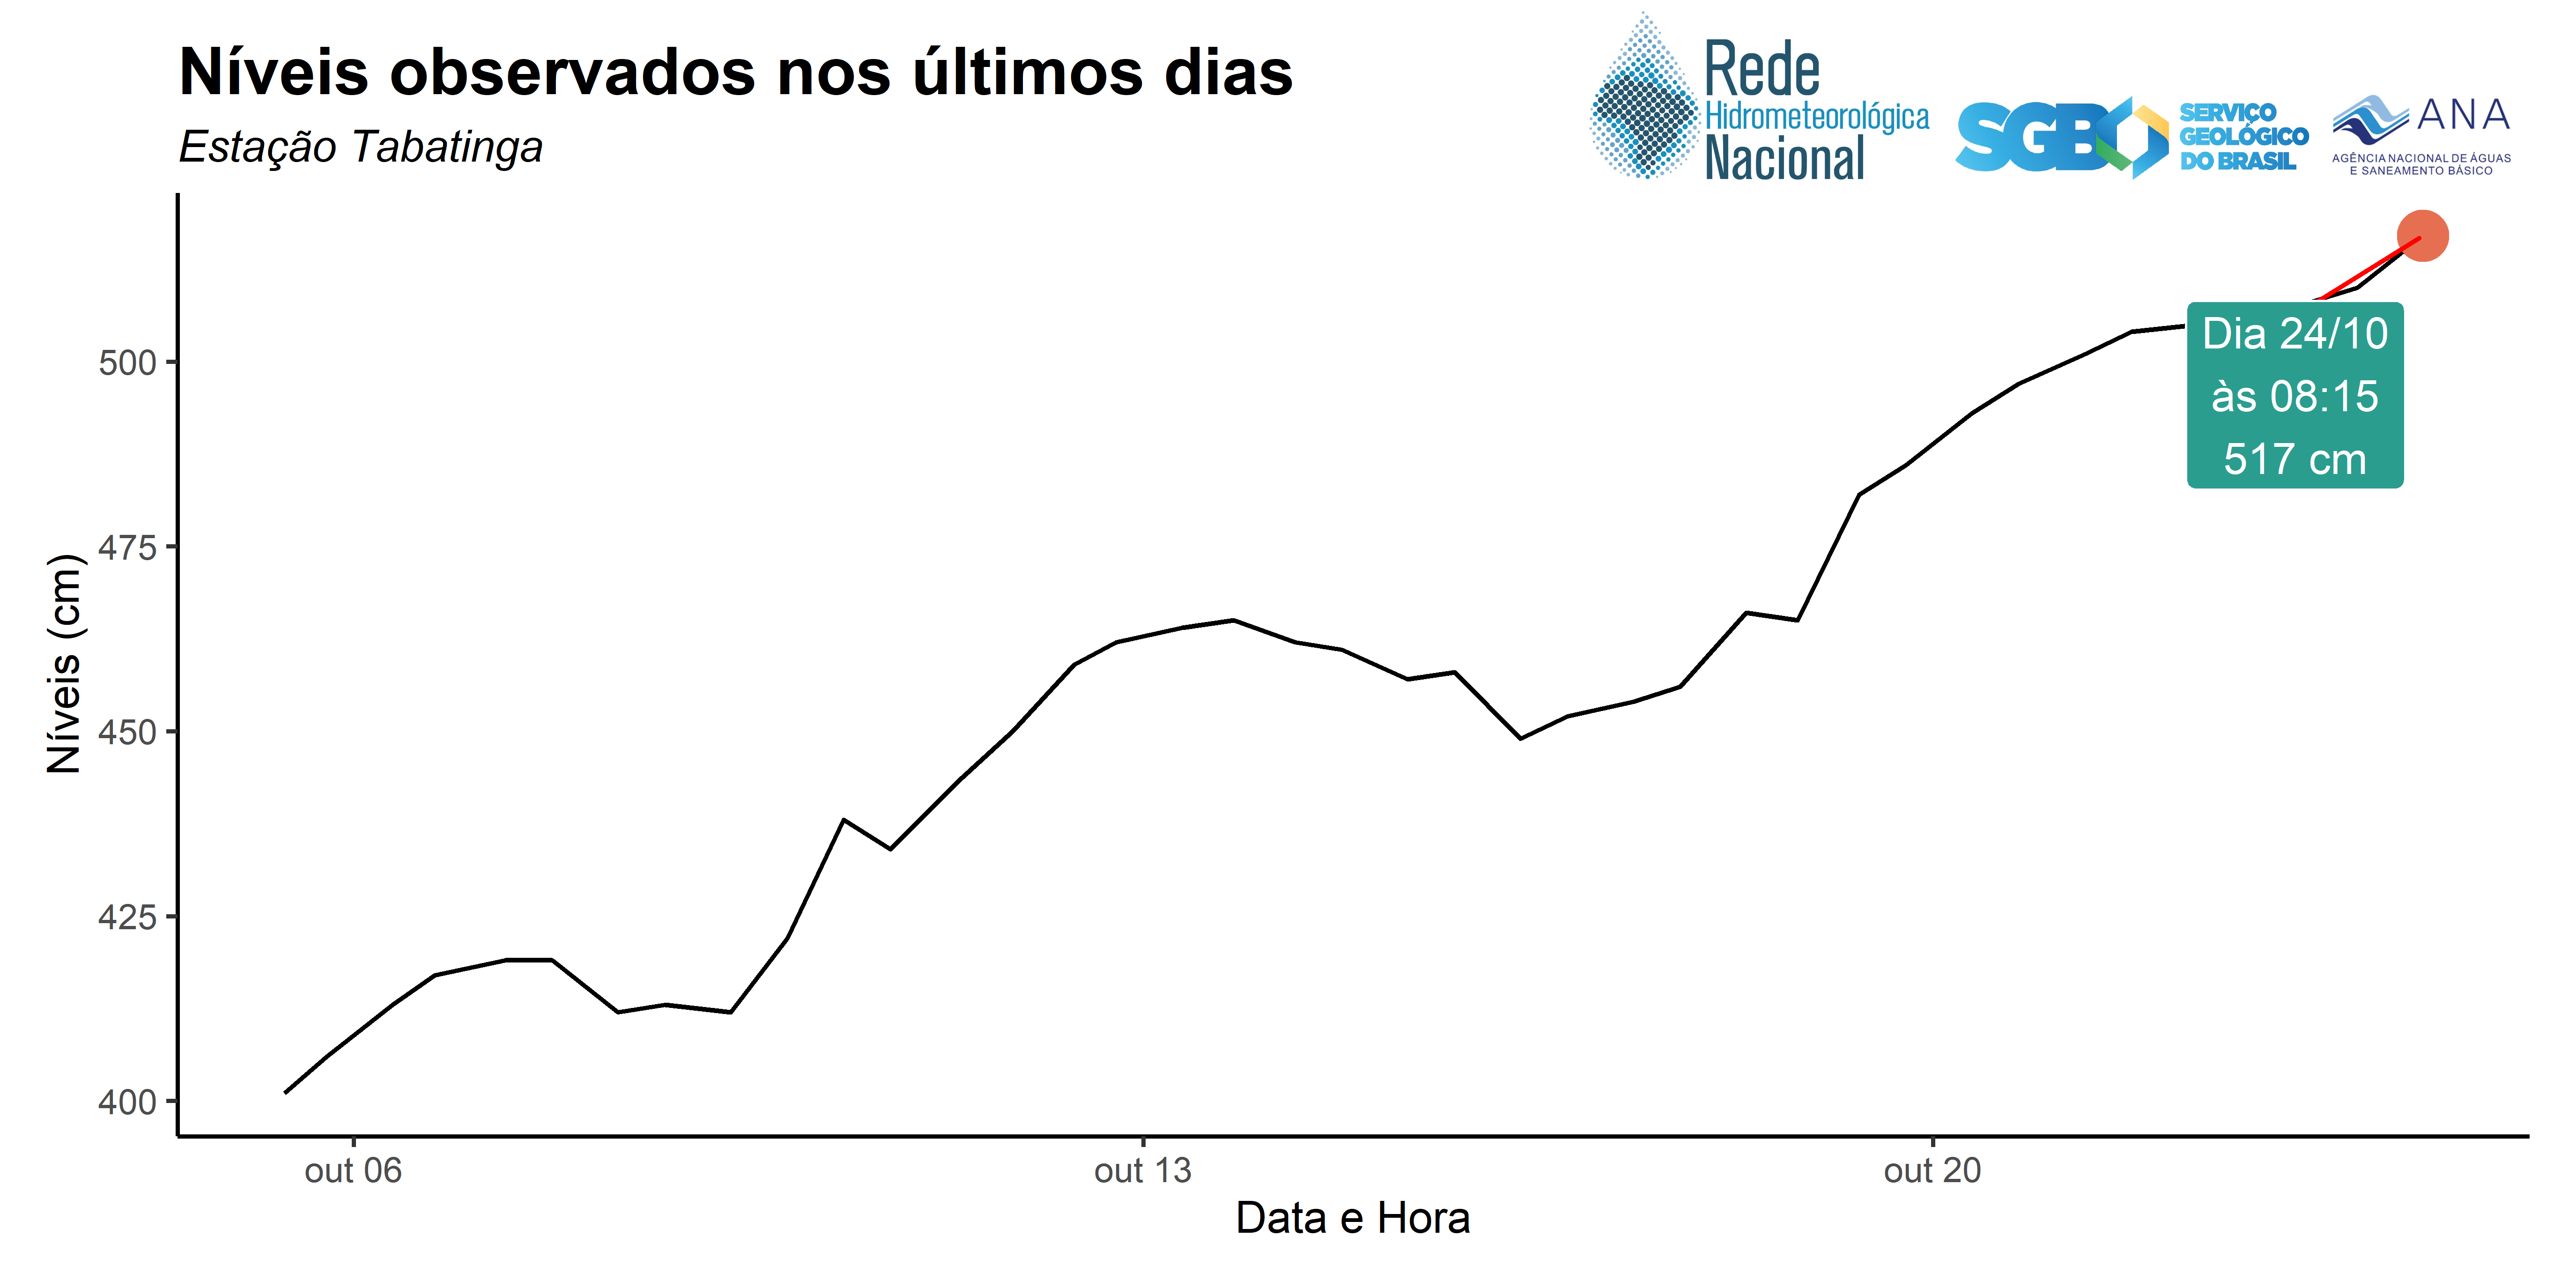 Níveis observados nos últimos dias
Estação Tabatinga
Rede
Hidrometeorológica
Nacional
SGB
SERVIÇO
GEOLÓGICO
DO BRASIL
ANA
AGÊNCIA NACIONAL DE ÁGUAS
E SANEAMENTO BÁSICO
Dia 24/10
às 08:15
517 cm
Níveis (cm)
500
475
450
425
400
out 06
out 13
out 20
Data e Hora